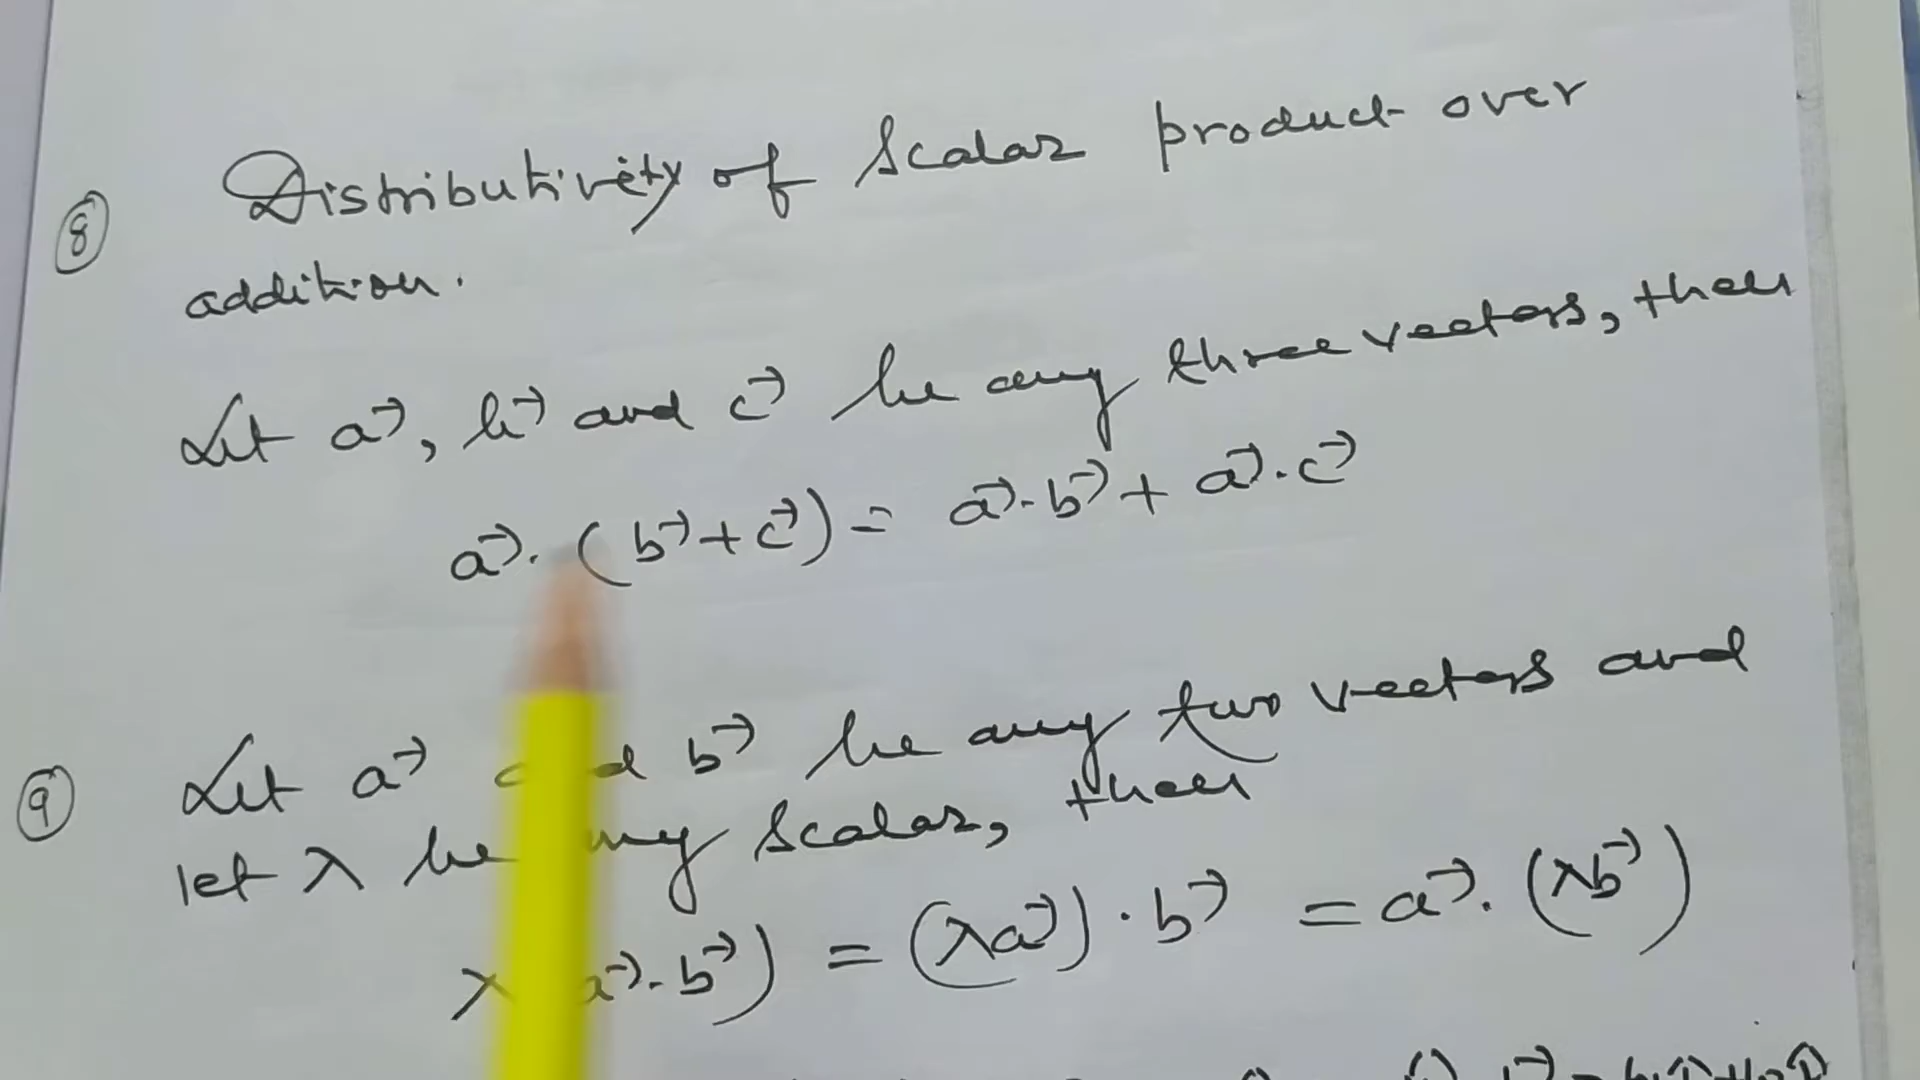 ⑧ Distributivity of Scalar product over
addition.
Let a⃗, b⃗ and c⃗ be any three vectors, then
a⃗ · (b⃗ + c⃗) = a⃗ · b⃗ + a⃗ · c⃗
⑨ Let a⃗ b⃗ be any two vectors and
let λ be scalar, then
λ a⃗ · b⃗) = (λa⃗) · b⃗ = a⃗ · (λb⃗)